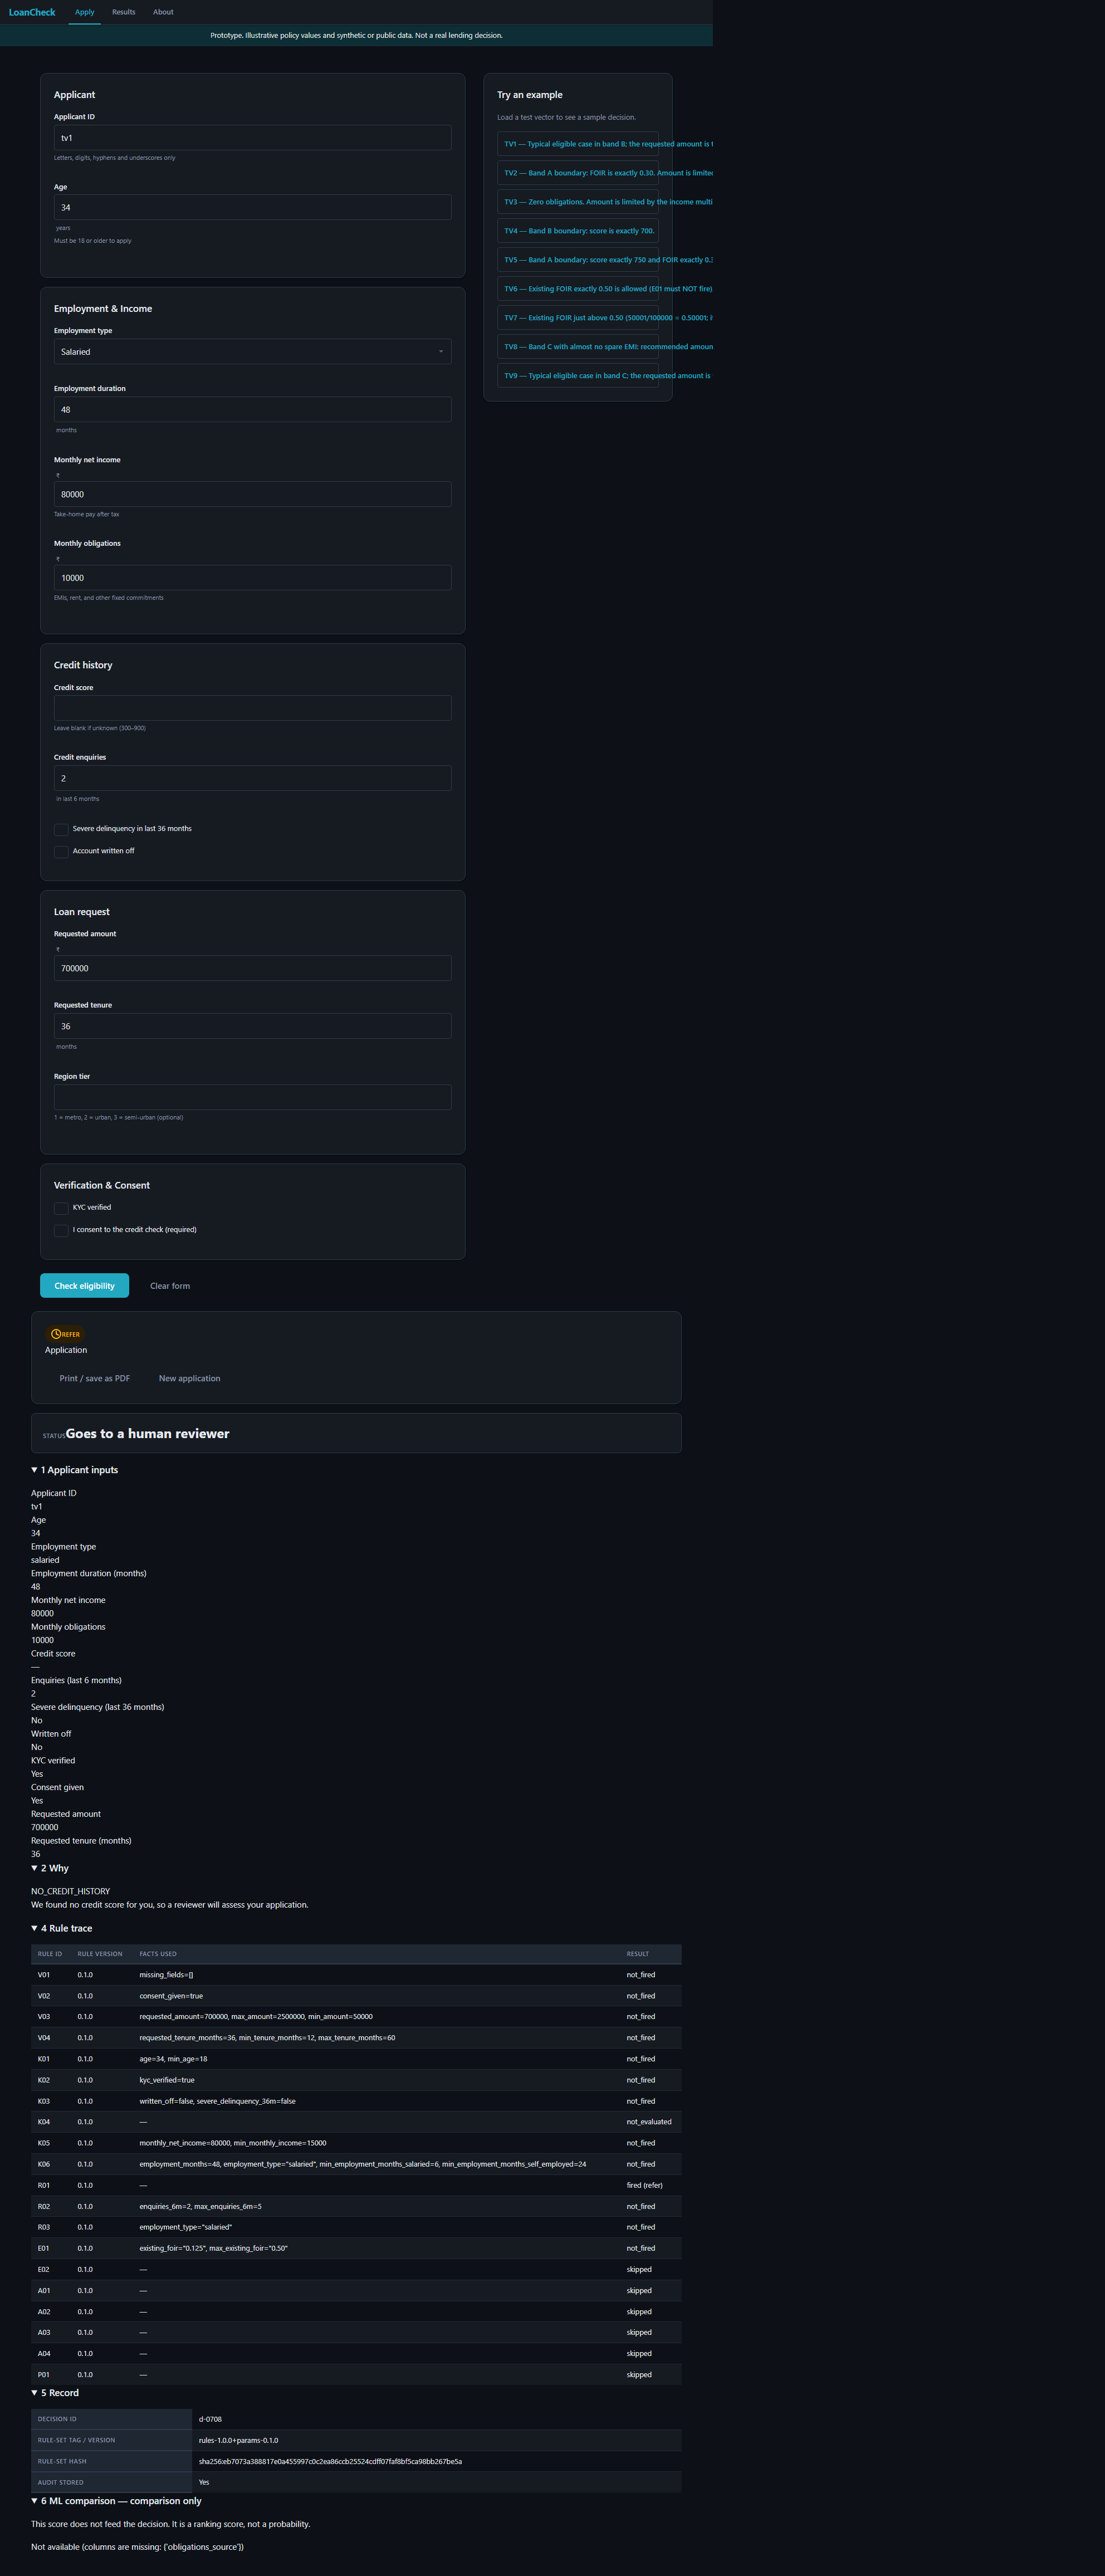 LoanCheck Apply Results About
Prototype. Illustrative policy values and synthetic or public data. Not a real lending decision.
Applicant
Applicant ID
tv1
Letters, digits, hyphens and underscores only
Age
34
years
Must be 18 or older to apply
Employment & Income
Employment type
Salaried
Employment duration
48
months
Monthly net income
₹
80000
Take-home pay after tax
Monthly obligations
₹
10000
EMIs, rent, and other fixed commitments
Credit history
Credit score
Leave blank if unknown (300–900)
Credit enquiries
2
in last 6 months
Severe delinquency in last 36 months
Account written off
Loan request
Requested amount
₹
700000
Requested tenure
36
months
Region tier
1 = metro, 2 = urban, 3 = semi-urban (optional)
Verification & Consent
KYC verified
I consent to the credit check (required)
Check eligibility Clear form
Try an example
Load a test vector to see a sample decision.
TV1 — Typical eligible case in band B: the requested amount is
TV2 — Band A boundary: FOIR is exactly 0.30. Amount is limited
TV3 — Zero obligations. Amount is limited by the income multi
TV4 — Band B boundary: score is exactly 700.
TV5 — Band A boundary: score exactly 750 and FOIR exactly 0.3
TV6 — Existing FOIR exactly 0.50 is allowed (E01 must NOT fire)
TV7 — Existing FOIR just above 0.50 (50001/100000 = 0.50001;
TV8 — Band C with almost no spare EMI: recommended amoun
TV9 — Typical eligible case in band C: the requested amount is
REFER
Application
Print / save as PDF New application
STATUS Goes to a human reviewer
1 Applicant inputs
Applicant ID
tv1
Age
34
Employment type
salaried
Employment duration (months)
48
Monthly net income
80000
Monthly obligations
10000
Credit score
—
Enquiries (last 6 months)
2
Severe delinquency (last 36 months)
No
Written off
No
KYC verified
Yes
Consent given
Yes
Requested amount
700000
Requested tenure (months)
36
2 Why
NO_CREDIT_HISTORY
We found no credit score for you, so a reviewer will assess your application.
4 Rule trace
RULE ID RULE VERSION FACTS USED RESULT
V01 0.1.0 missing_fields=[] not_fired
V02 0.1.0 consent_given=true not_fired
V03 0.1.0 requested_amount=700000, max_amount=2500000, min_amount=50000 not_fired
V04 0.1.0 requested_tenure_months=36, min_tenure_months=12, max_tenure_months=60 not_fired
K01 0.1.0 age=34, min_age=18 not_fired
K02 0.1.0 kyc_verified=true not_fired
K03 0.1.0 written_off=false, severe_delinquency_36m=false not_fired
K04 0.1.0 — not_evaluated
K05 0.1.0 monthly_net_income=80000, min_monthly_income=15000 not_fired
K06 0.1.0 employment_months=48, employment_type="salaried", min_employment_months_salaried=6, min_employment_months_self_employed=24 not_fired
R01 0.1.0 — fired (refer)
R02 0.1.0 enquiries_6m=2, max_enquiries_6m=5 not_fired
R03 0.1.0 employment_type="salaried" not_fired
E01 0.1.0 existing_foir="0.125", max_existing_foir="0.50" not_fired
E02 0.1.0 — skipped
A01 0.1.0 — skipped
A02 0.1.0 — skipped
A03 0.1.0 — skipped
A04 0.1.0 — skipped
P01 0.1.0 — skipped
5 Record
DECISION ID d-0708
RULE-SET TAG / VERSION rules-1.0.0+params-0.1.0
RULE-SET HASH sha256:eb7073a388817e0a455997c0c2ea86ccb25524cdff07faf8bf5ca98bb267be5a
AUDIT STORED Yes
6 ML comparison — comparison only
This score does not feed the decision. It is a ranking score, not a probability.
Not available (columns are missing: {'obligations_source'})